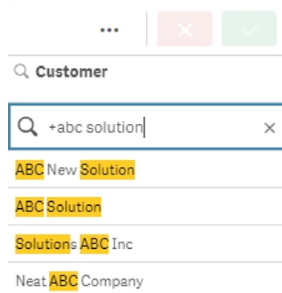 Customer
+abc solution
ABC New Solution
ABC Solution
Solutions ABC Inc
Neat ABC Company